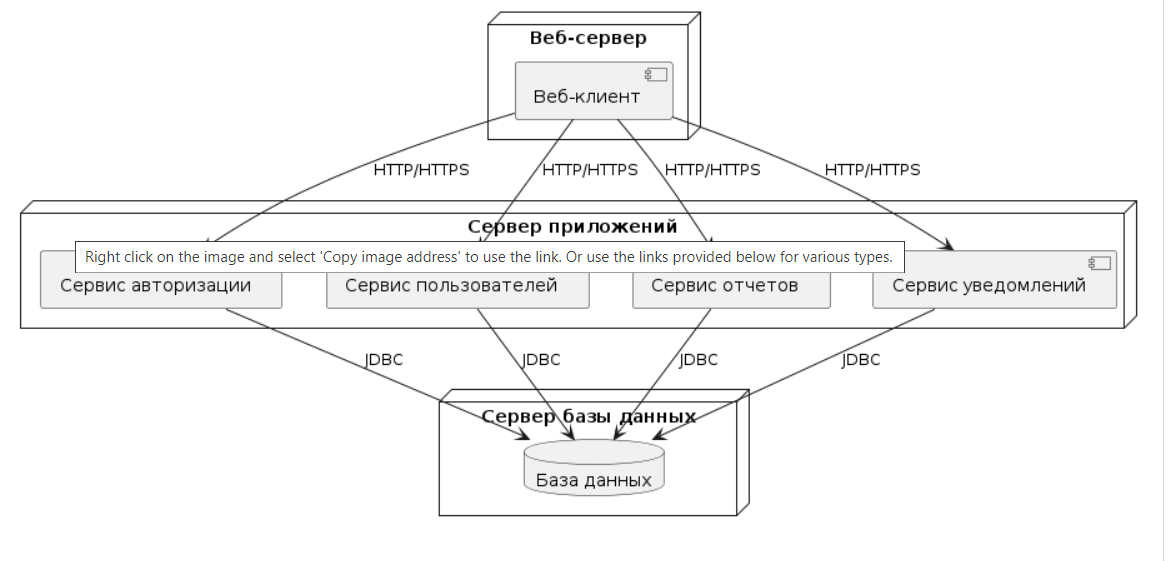 Веб-сервер
Веб-клиент
HTTP/HTTPS HTTP/HTTPS HTTP/HTTPS HTTP/HTTPS
Сервер приложений
Right click on the image and select 'Copy image address' to use the link. Or use the links provided below for various types.
Сервис авторизации Сервис пользователей Сервис отчетов Сервис уведомлений
JDBC JDBC JDBC JDBC
Сервер базы данных
База данных